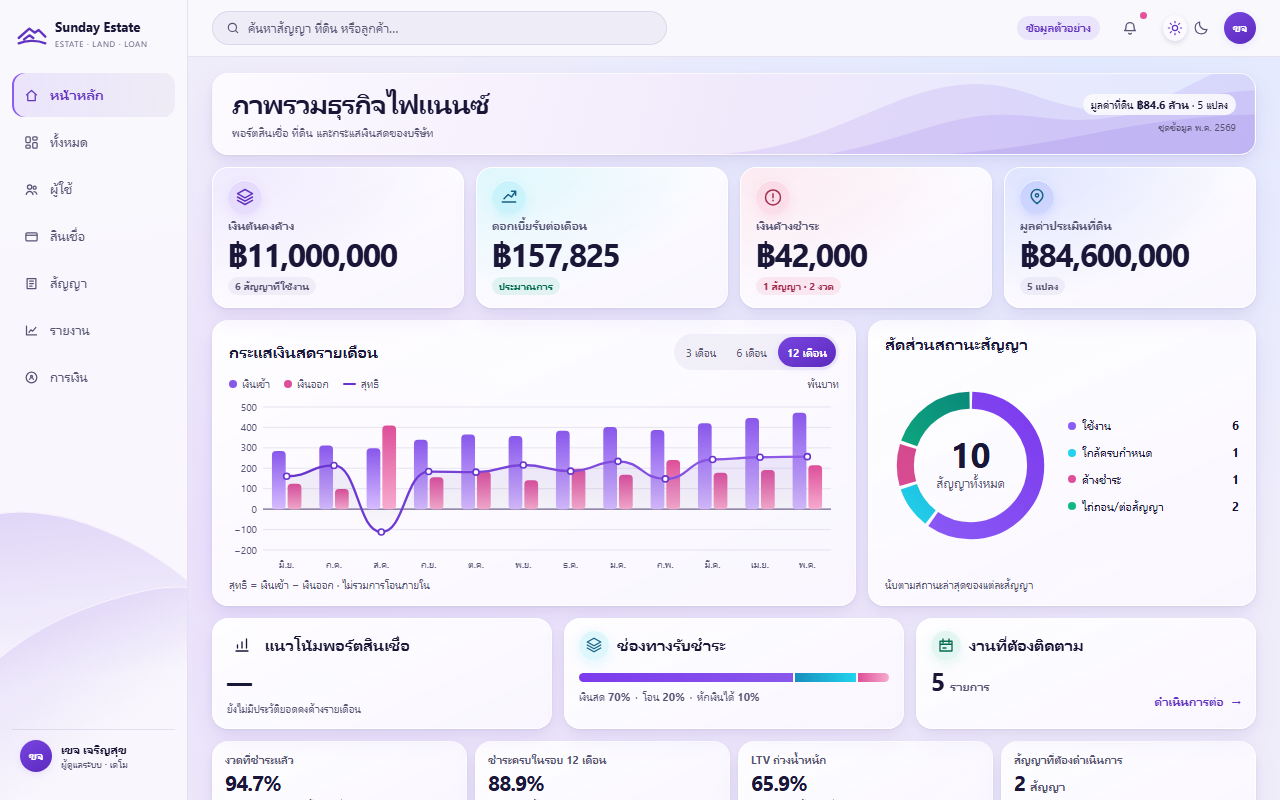 Sunday Estate
ESTATE · LAND · LOAN
หน้าหลัก
ทั้งหมด
ผู้ใช้
สินเชื่อ
สัญญา
รายงาน
การเงิน
ขจ
เขจ เจริญสุข
ผู้ดูแลระบบ · เดโม
ค้นหาสัญญา ที่ดิน หรือลูกค้า...
ข้อมูลตัวอย่าง
ขจ
ภาพรวมธุรกิจไฟแนนซ์
พอร์ตสินเชื่อ ที่ดิน และกระแสเงินสดของบริษัท
มูลค่าที่ดิน ฿84.6 ล้าน · 5 แปลง
ชุดข้อมูล พ.ค. 2569
เงินต้นคงค้าง
฿11,000,000
6 สัญญาที่ใช้งาน
ดอกเบี้ยรับต่อเดือน
฿157,825
ประมาณการ
เงินค้างชำระ
฿42,000
1 สัญญา · 2 งวด
มูลค่าประเมินที่ดิน
฿84,600,000
5 แปลง
กระแสเงินสดรายเดือน
3 เดือน 6 เดือน 12 เดือน
เงินเข้า เงินออก สุทธิ พันบาท
500
400
300
200
100
0
−100
−200
มิ.ย. ก.ค. ส.ค. ก.ย. ต.ค. พ.ย. ธ.ค. ม.ค. ก.พ. มี.ค. เม.ย. พ.ค.
สุทธิ = เงินเข้า − เงินออก · ไม่รวมการโอนภายใน
สัดส่วนสถานะสัญญา
10
สัญญาทั้งหมด
ใช้งาน 6
ใกล้ครบกำหนด 1
ค้างชำระ 1
ไถ่ถอน/ต่อสัญญา 2
นับตามสถานะล่าสุดของแต่ละสัญญา
แนวโน้มพอร์ตสินเชื่อ
—
ยังไม่มีประวัติยอดคงค้างรายเดือน
ช่องทางรับชำระ
เงินสด 70% · โอน 20% · หักเงินได้ 10%
งานที่ต้องติดตาม
5 รายการ
ดำเนินการต่อ →
งวดที่ชำระแล้ว
94.7%
ชำระครบในรอบ 12 เดือน
88.9%
LTV ถ่วงน้ำหนัก
65.9%
สัญญาที่ต้องดำเนินการ
2 สัญญา